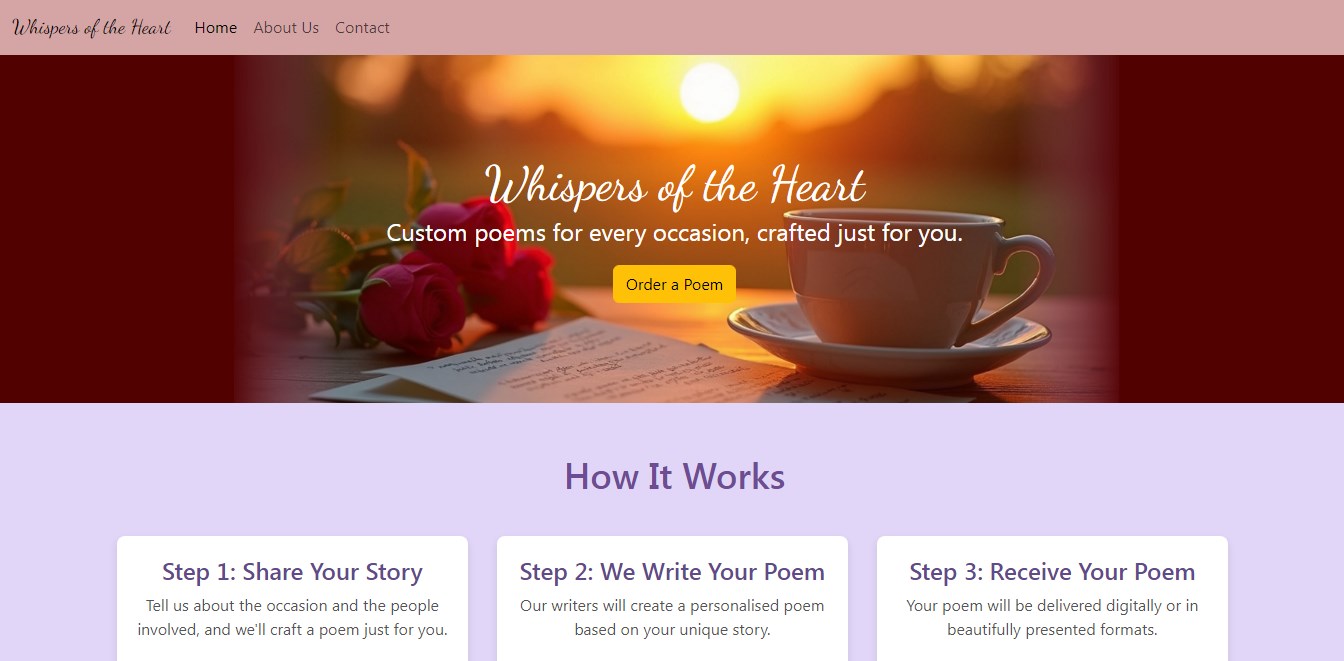 Whispers of the Heart Home About Us Contact
Whispers of the Heart
Custom poems for every occasion, crafted just for you.
Order a Poem
How It Works
Step 1: Share Your Story
Tell us about the occasion and the people
involved, and we'll craft a poem just for you.
Step 2: We Write Your Poem
Our writers will create a personalised poem
based on your unique story.
Step 3: Receive Your Poem
Your poem will be delivered digitally or in
beautifully presented formats.